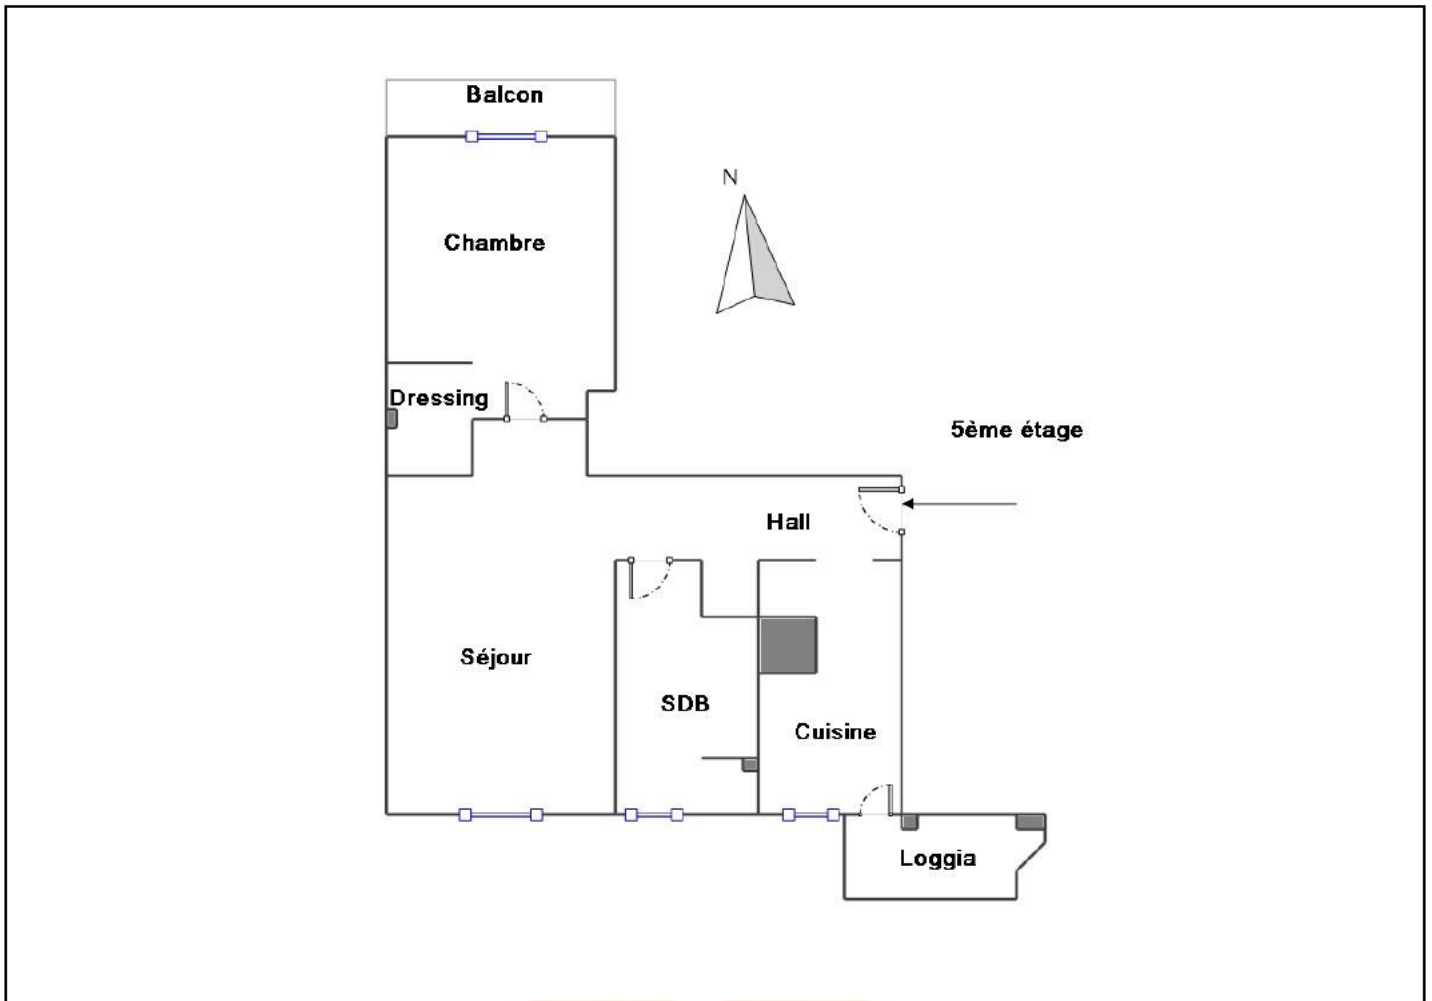 Balcon
N
Chambre
Dressing
5ème étage
Hall
Séjour
SDB
Cuisine
Loggia